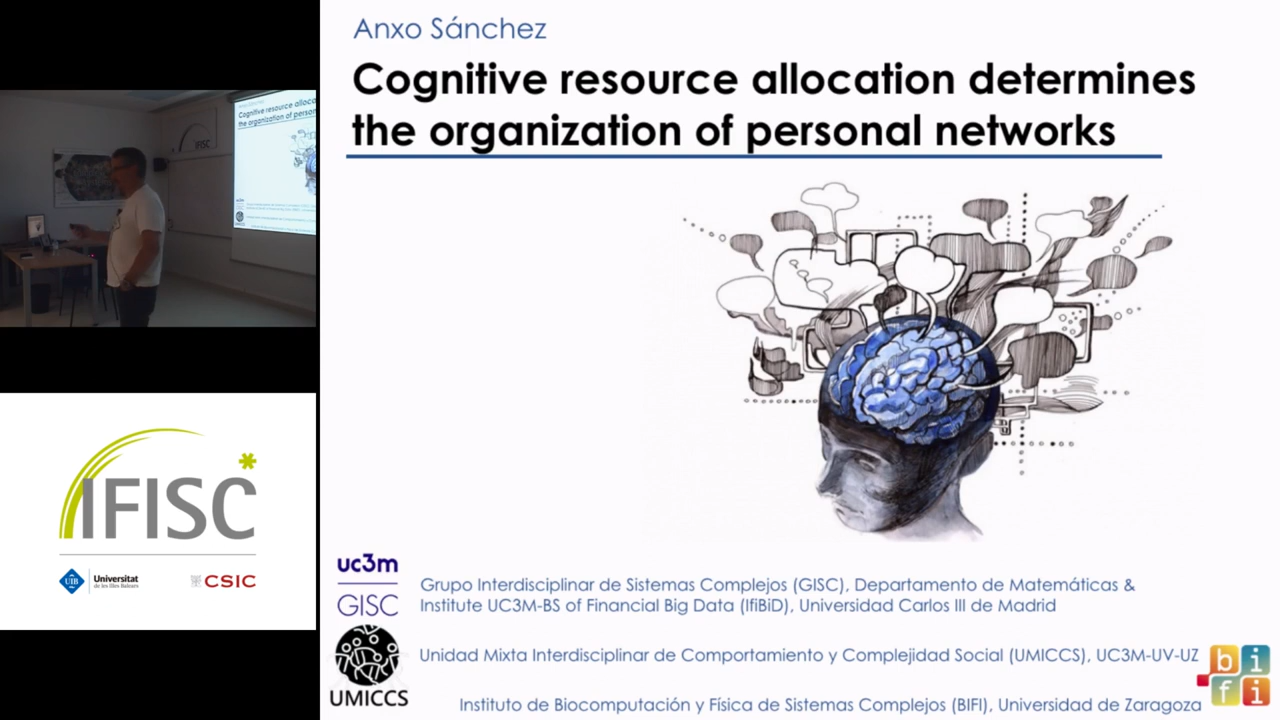 Anxo Sánchez
Cognitive resource allocation determines
the organization of personal networks
IFISC
UIB
Universitat
de les Illes Balears
CSIC
uc3m
GISC
Grupo Interdisciplinar de Sistemas Complejos (GISC), Departamento de Matemáticas &
Institute UC3M-BS of Financial Big Data (IfiBiD), Universidad Carlos III de Madrid
UMICCS
Unidad Mixta Interdisciplinar de Comportamiento y Complejidad Social (UMICCS), UC3M-UV-UZ
Instituto de Biocomputación y Física de Sistemas Complejos (BIFI), Universidad de Zaragoza
bifi